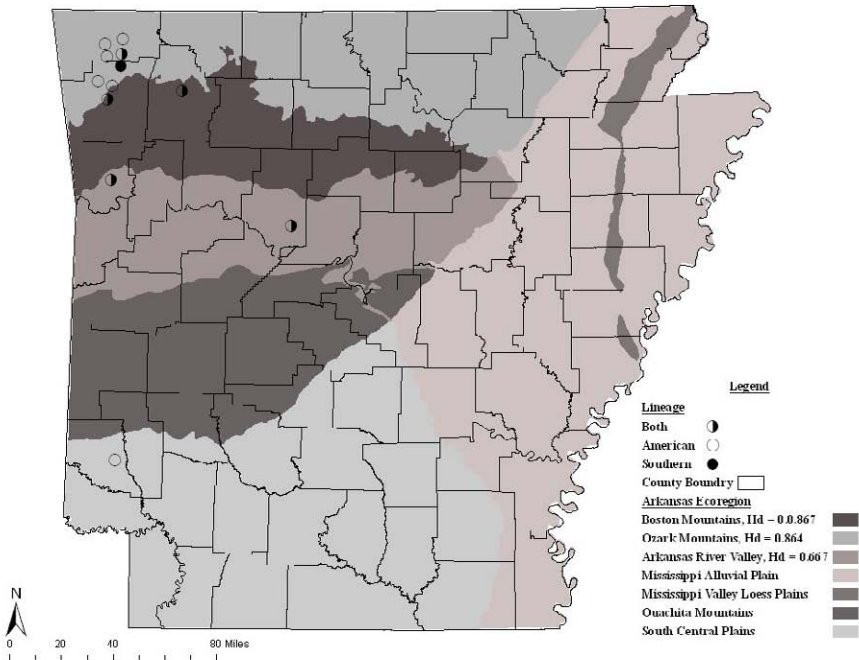 Legend
Lineage
Both
American
Southern
County Boundry
Arkansas Ecoregion
Boston Mountains, Hd = 0.0.867
Ozark Mountains, Hd = 0.864
Arkansas River Valley, Hd = 0.667
Mississippi Alluvial Plain
Mississippi Valley Loess Plains
Ouachita Mountains
South Central Plains
N
0 20 40 80 Miles